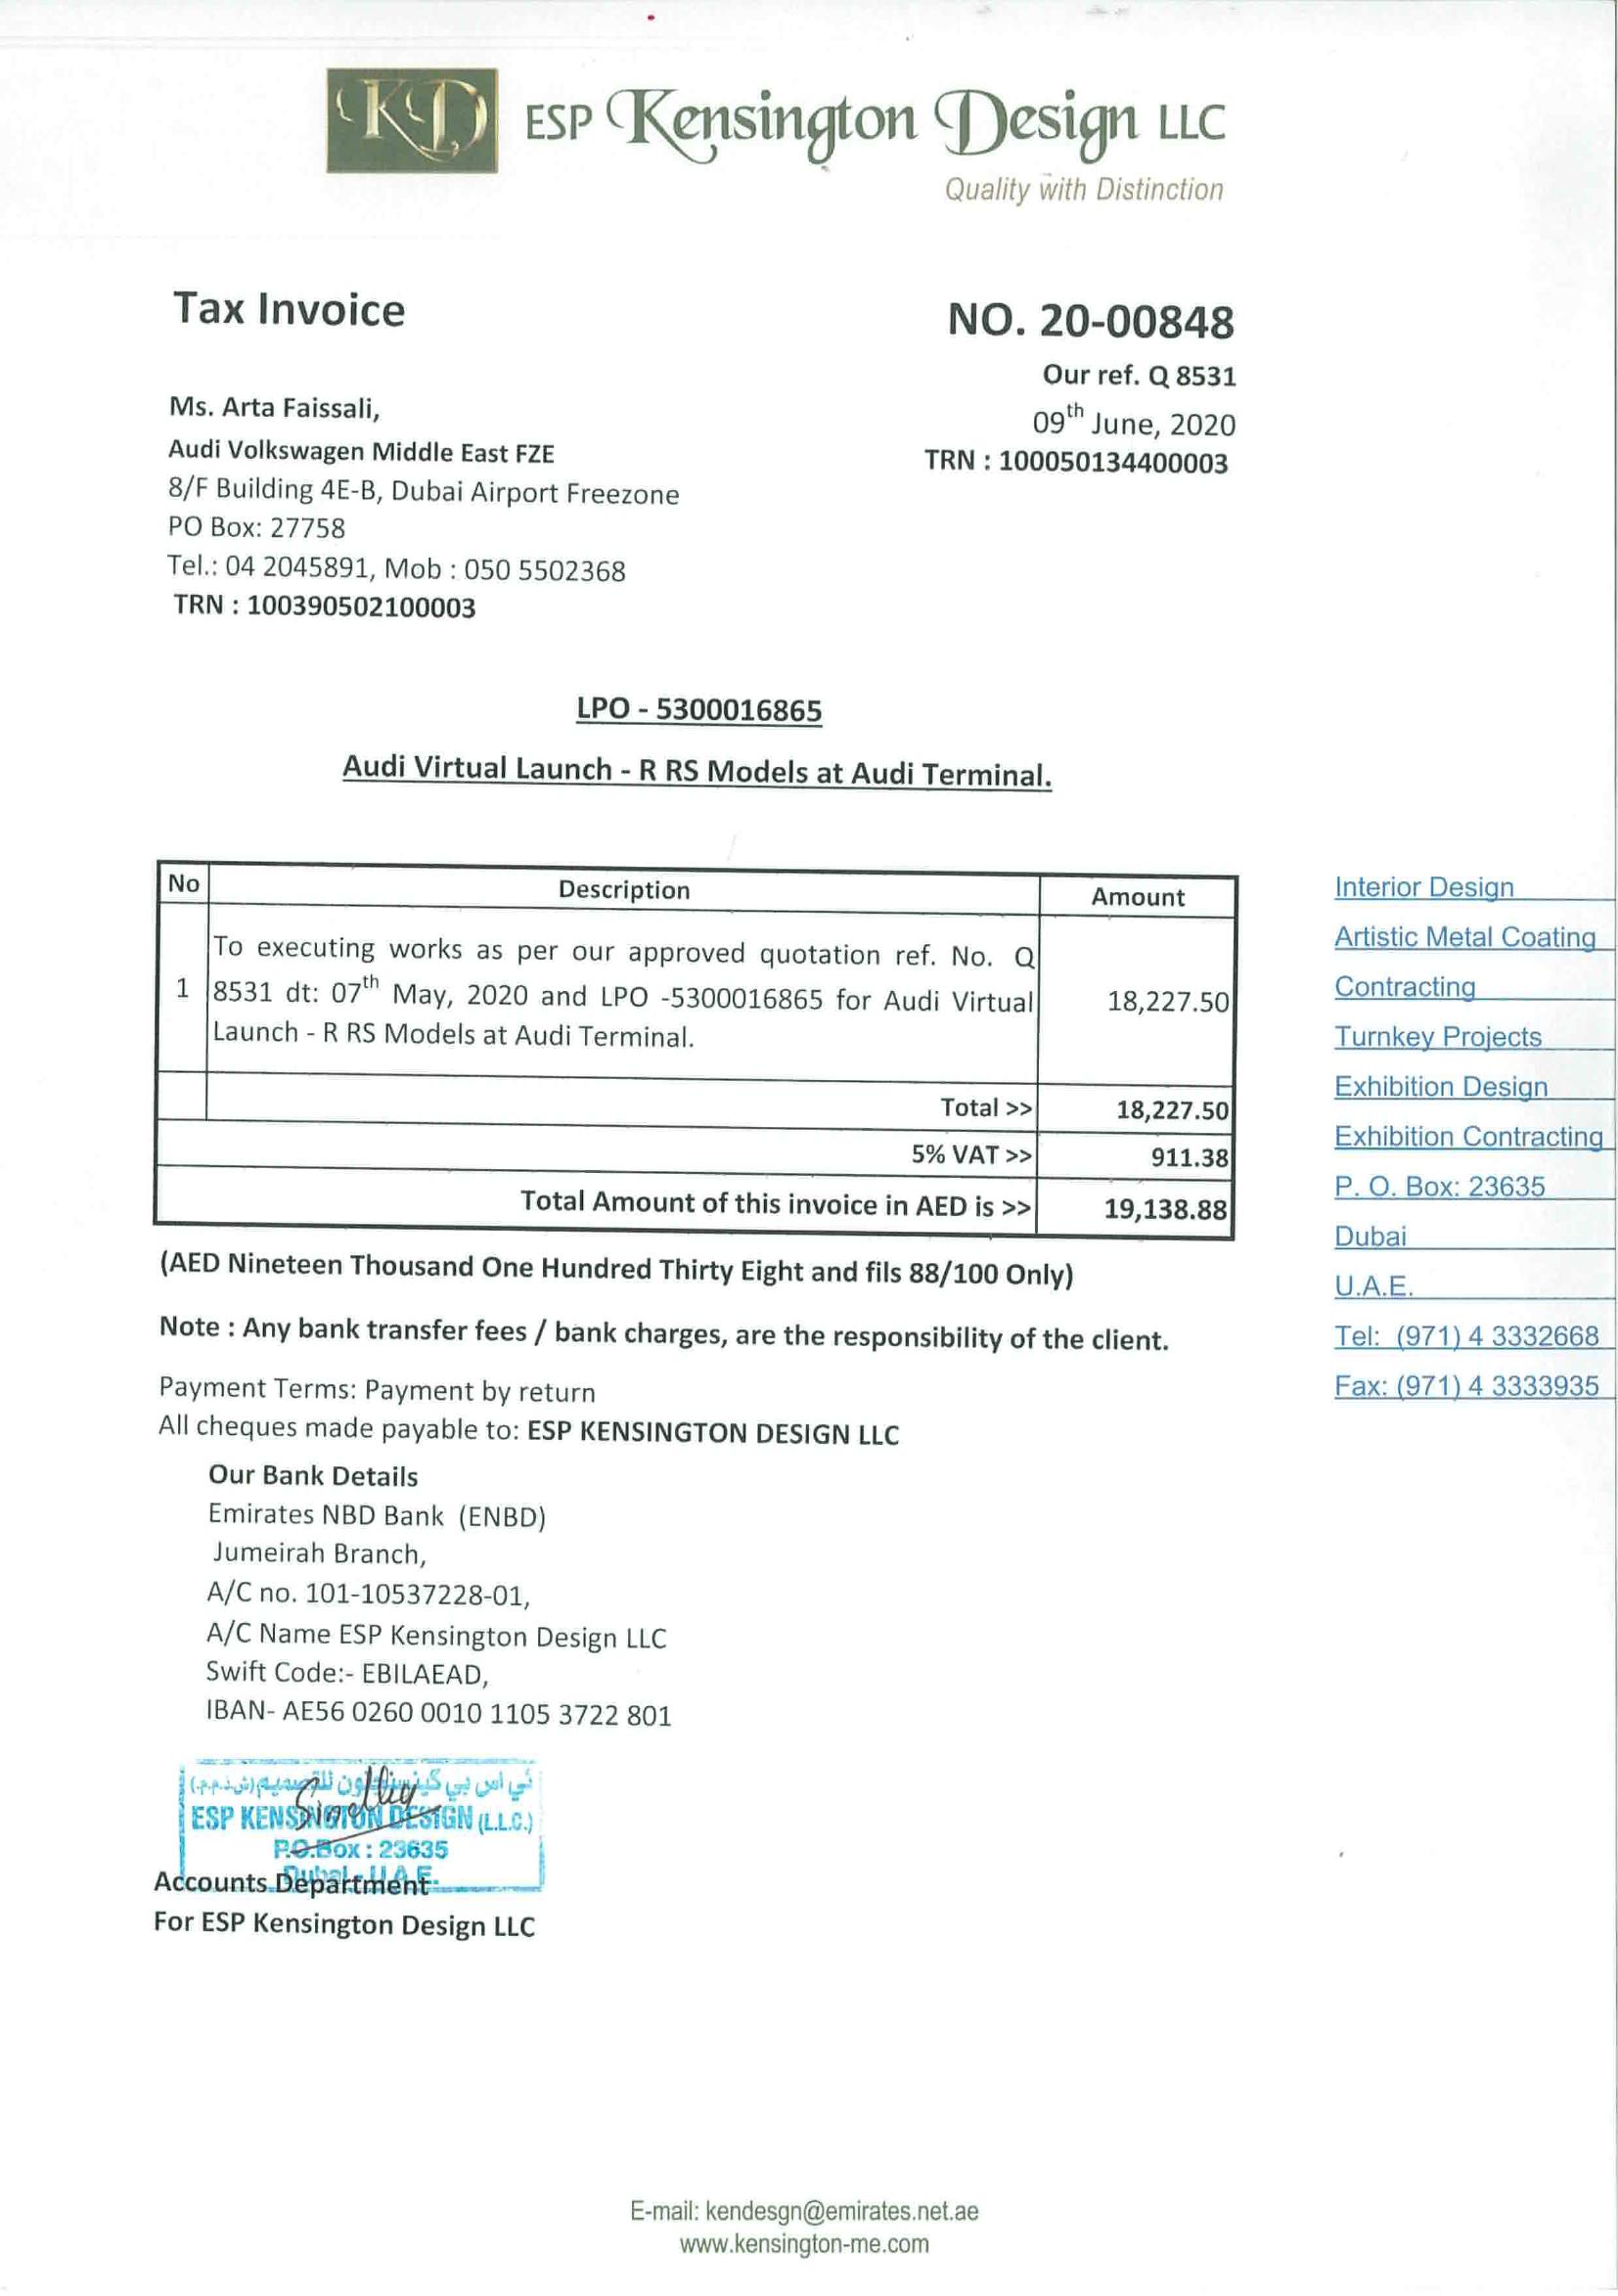 KD ESP Kensington Design LLC
Quality with Distinction
Tax Invoice
NO. 20-00848
Our ref. Q 8531
09th June, 2020
TRN : 100050134400003
Ms. Arta Faissali,
Audi Volkswagen Middle East FZE
8/F Building 4E-B, Dubai Airport Freezone
PO Box: 27758
Tel.: 04 2045891, Mob : 050 5502368
TRN : 100390502100003
LPO - 5300016865
Audi Virtual Launch - R RS Models at Audi Terminal.
No Description Amount
To executing works as per our approved quotation ref. No. Q
1 8531 dt: 07th May, 2020 and LPO -5300016865 for Audi Virtual 18,227.50
Launch - R RS Models at Audi Terminal.
Total >> 18,227.50
5% VAT >> 911.38
Total Amount of this invoice in AED is >> 19,138.88
(AED Nineteen Thousand One Hundred Thirty Eight and fils 88/100 Only)
Note : Any bank transfer fees / bank charges, are the responsibility of the client.
Payment Terms: Payment by return
All cheques made payable to: ESP KENSINGTON DESIGN LLC
Our Bank Details
Emirates NBD Bank (ENBD)
Jumeirah Branch,
A/C no. 101-10537228-01,
A/C Name ESP Kensington Design LLC
Swift Code:- EBILAEAD,
IBAN- AE56 0260 0010 1105 3722 801
ئي اس بي كينسينجتون للتصميم (ش.ذ.م.م)
ESP KENSINGTON DESIGN (L.L.C.)
P.O.Box : 23635
Dubai - U.A.E.
Accounts Department
For ESP Kensington Design LLC
Interior Design
Artistic Metal Coating
Contracting
Turnkey Projects
Exhibition Design
Exhibition Contracting
P. O. Box: 23635
Dubai
U.A.E.
Tel: (971) 4 3332668
Fax: (971) 4 3333935
E-mail: kendesgn@emirates.net.ae
www.kensington-me.com